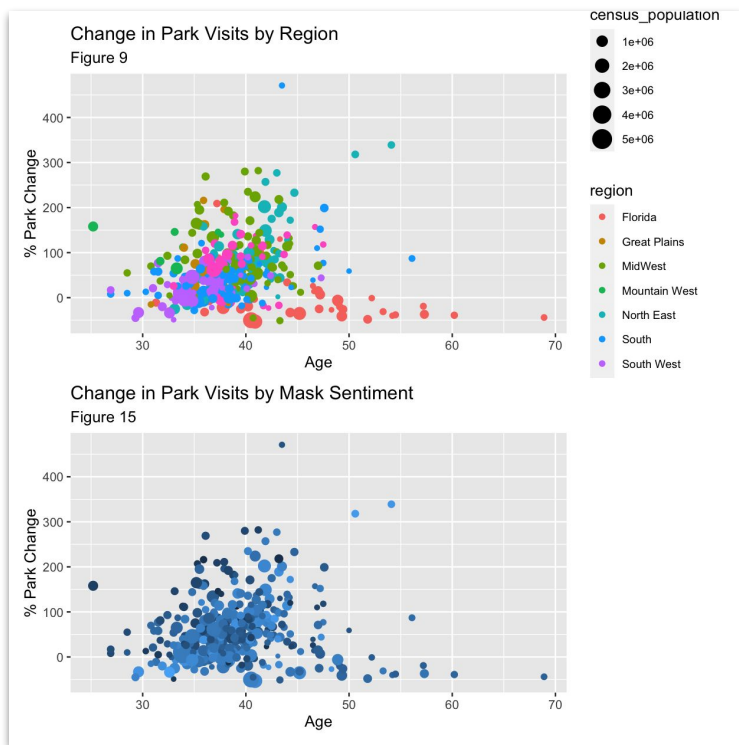 Change in Park Visits by Region
Figure 9
% Park Change
400
300
200
100
0
30
40
50
60
70
Age
census_population
1e+06
2e+06
3e+06
4e+06
5e+06
region
Florida
Great Plains
MidWest
Mountain West
North East
South
South West
Change in Park Visits by Mask Sentiment
Figure 15
% Park Change
400
300
200
100
0
30
40
50
60
70
Age